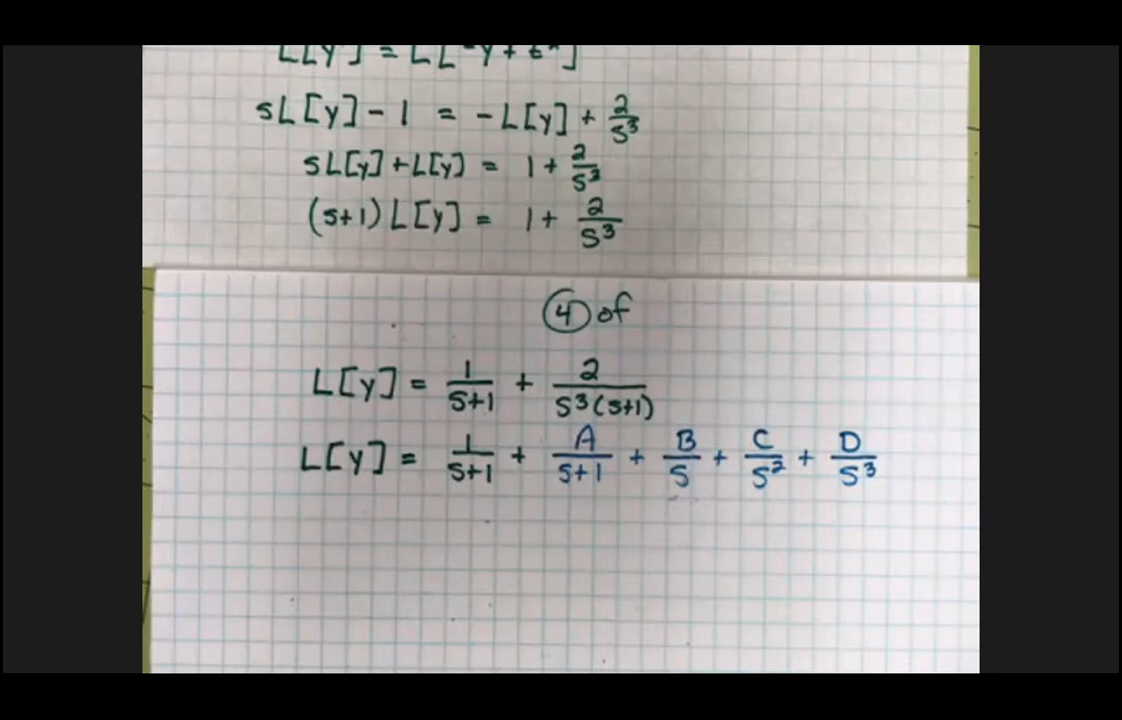 L[y'] = L[-y + t²]
sL[y] - 1 = -L[y] + 2/s³
sL[y] + L[y] = 1 + 2/s³
(s+1) L[y] = 1 + 2/s³
④ of
L[y] = 1/(s+1) + 2/(s³(s+1))
L[y] = 1/(s+1) + A/(s+1) + B/s + C/s² + D/s³